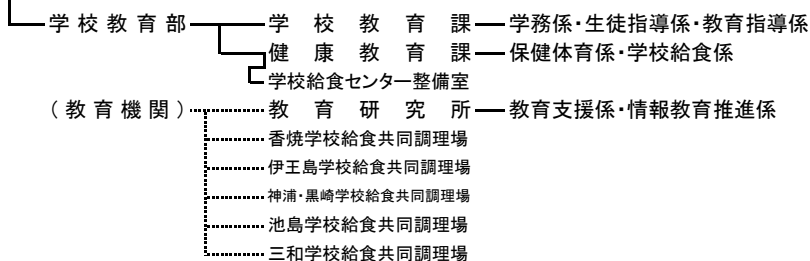 学校教育部 学校教育課 学務係・生徒指導係・教育指導係
健康教育課 保健体育係・学校給食係
学校給食センター整備室
(教育機関) 教育研究所 教育支援係・情報教育推進係
香焼学校給食共同調理場
伊王島学校給食共同調理場
神浦・黒崎学校給食共同調理場
池島学校給食共同調理場
三和学校給食共同調理場